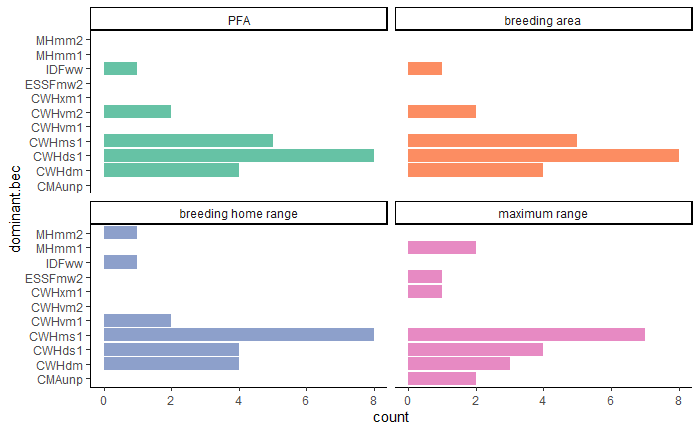 PFA
breeding area
MHmm2
MHmm1
IDFww
ESSFmw2
CWHxm1
CWHvm2
CWHvm1
CWHms1
CWHds1
CWHdm
CMAunp
dominant.bec
breeding home range
maximum range
MHmm2
MHmm1
IDFww
ESSFmw2
CWHxm1
CWHvm2
CWHvm1
CWHms1
CWHds1
CWHdm
CMAunp
0 2 4 6 8 0 2 4 6 8
count